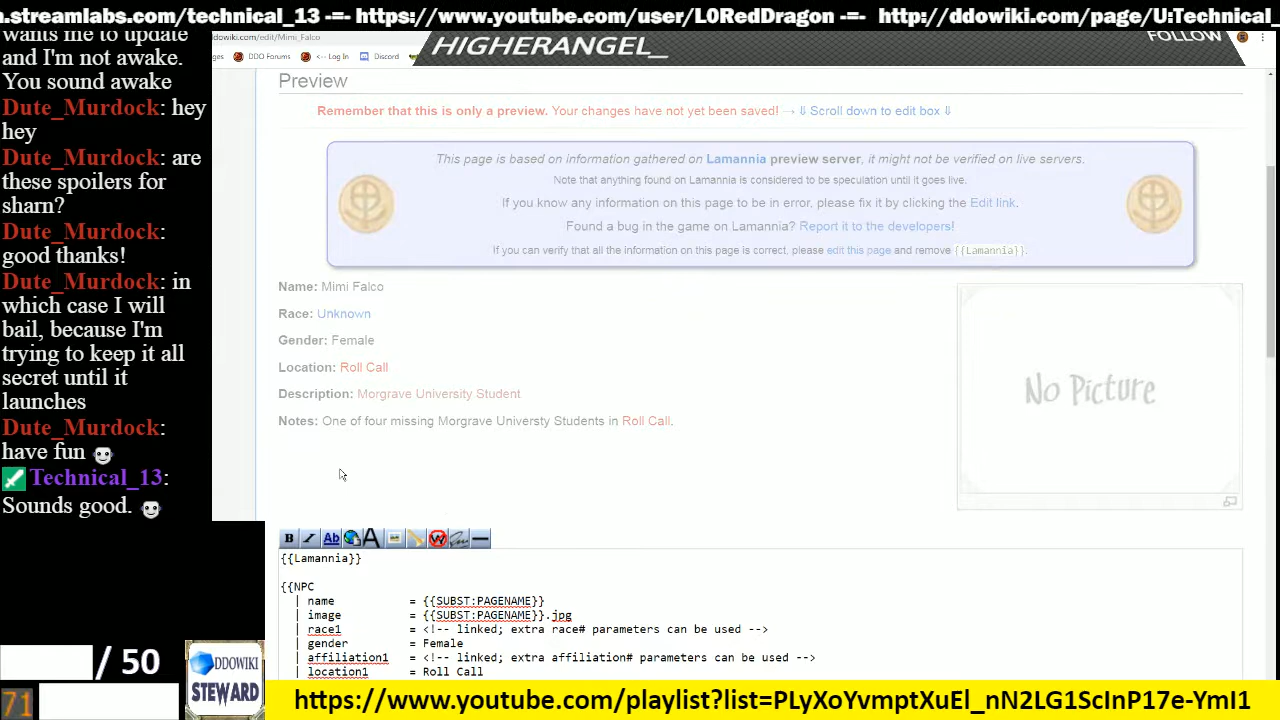 n.streamlabs.com/technical_13 -=- https://www.youtube.com/user/L0RedDragon -=- http://ddowiki.com/page/U:Technical_
wants me to update
and I'm not awake.
You sound awake
Dute_Murdock: hey
hey
Dute_Murdock: are
these spoilers for
sharn?
Dute_Murdock:
good thanks!
Dute_Murdock: in
which case I will
bail, because I'm
trying to keep it all
secret until it
launches
Dute_Murdock:
have fun
Technical_13:
Sounds good.
/ 50
71
DDOWIKI
STEWARD
ddowiki.com/edit/Mimi_Falco
ges DDO Forums <-- Log In Discord
HIGHERANGEL_
FOLLOW
Preview
Remember that this is only a preview. Your changes have not yet been saved! → ⇩ Scroll down to edit box ⇩
This page is based on information gathered on Lamannia preview server, it might not be verified on live servers.
Note that anything found on Lamannia is considered to be speculation until it goes live.
If you know any information on this page to be in error, please fix it by clicking the Edit link.
Found a bug in the game on Lamannia? Report it to the developers!
If you can verify that all the information on this page is correct, please edit this page and remove {{Lamannia}}.
Name: Mimi Falco
Race: Unknown
Gender: Female
Location: Roll Call
Description: Morgrave University Student
Notes: One of four missing Morgrave Universty Students in Roll Call.
No Picture
B I Ab A W
{{Lamannia}}
{{NPC
| name = {{SUBST:PAGENAME}}
| image = {{SUBST:PAGENAME}}.jpg
| race1 = <!-- linked; extra race# parameters can be used -->
| gender = Female
| affiliation1 = <!-- linked; extra affiliation# parameters can be used -->
| location1 = Roll Call
https://www.youtube.com/playlist?list=PLyXoYvmptXuEl_nN2LG1ScInP17e-YmI1